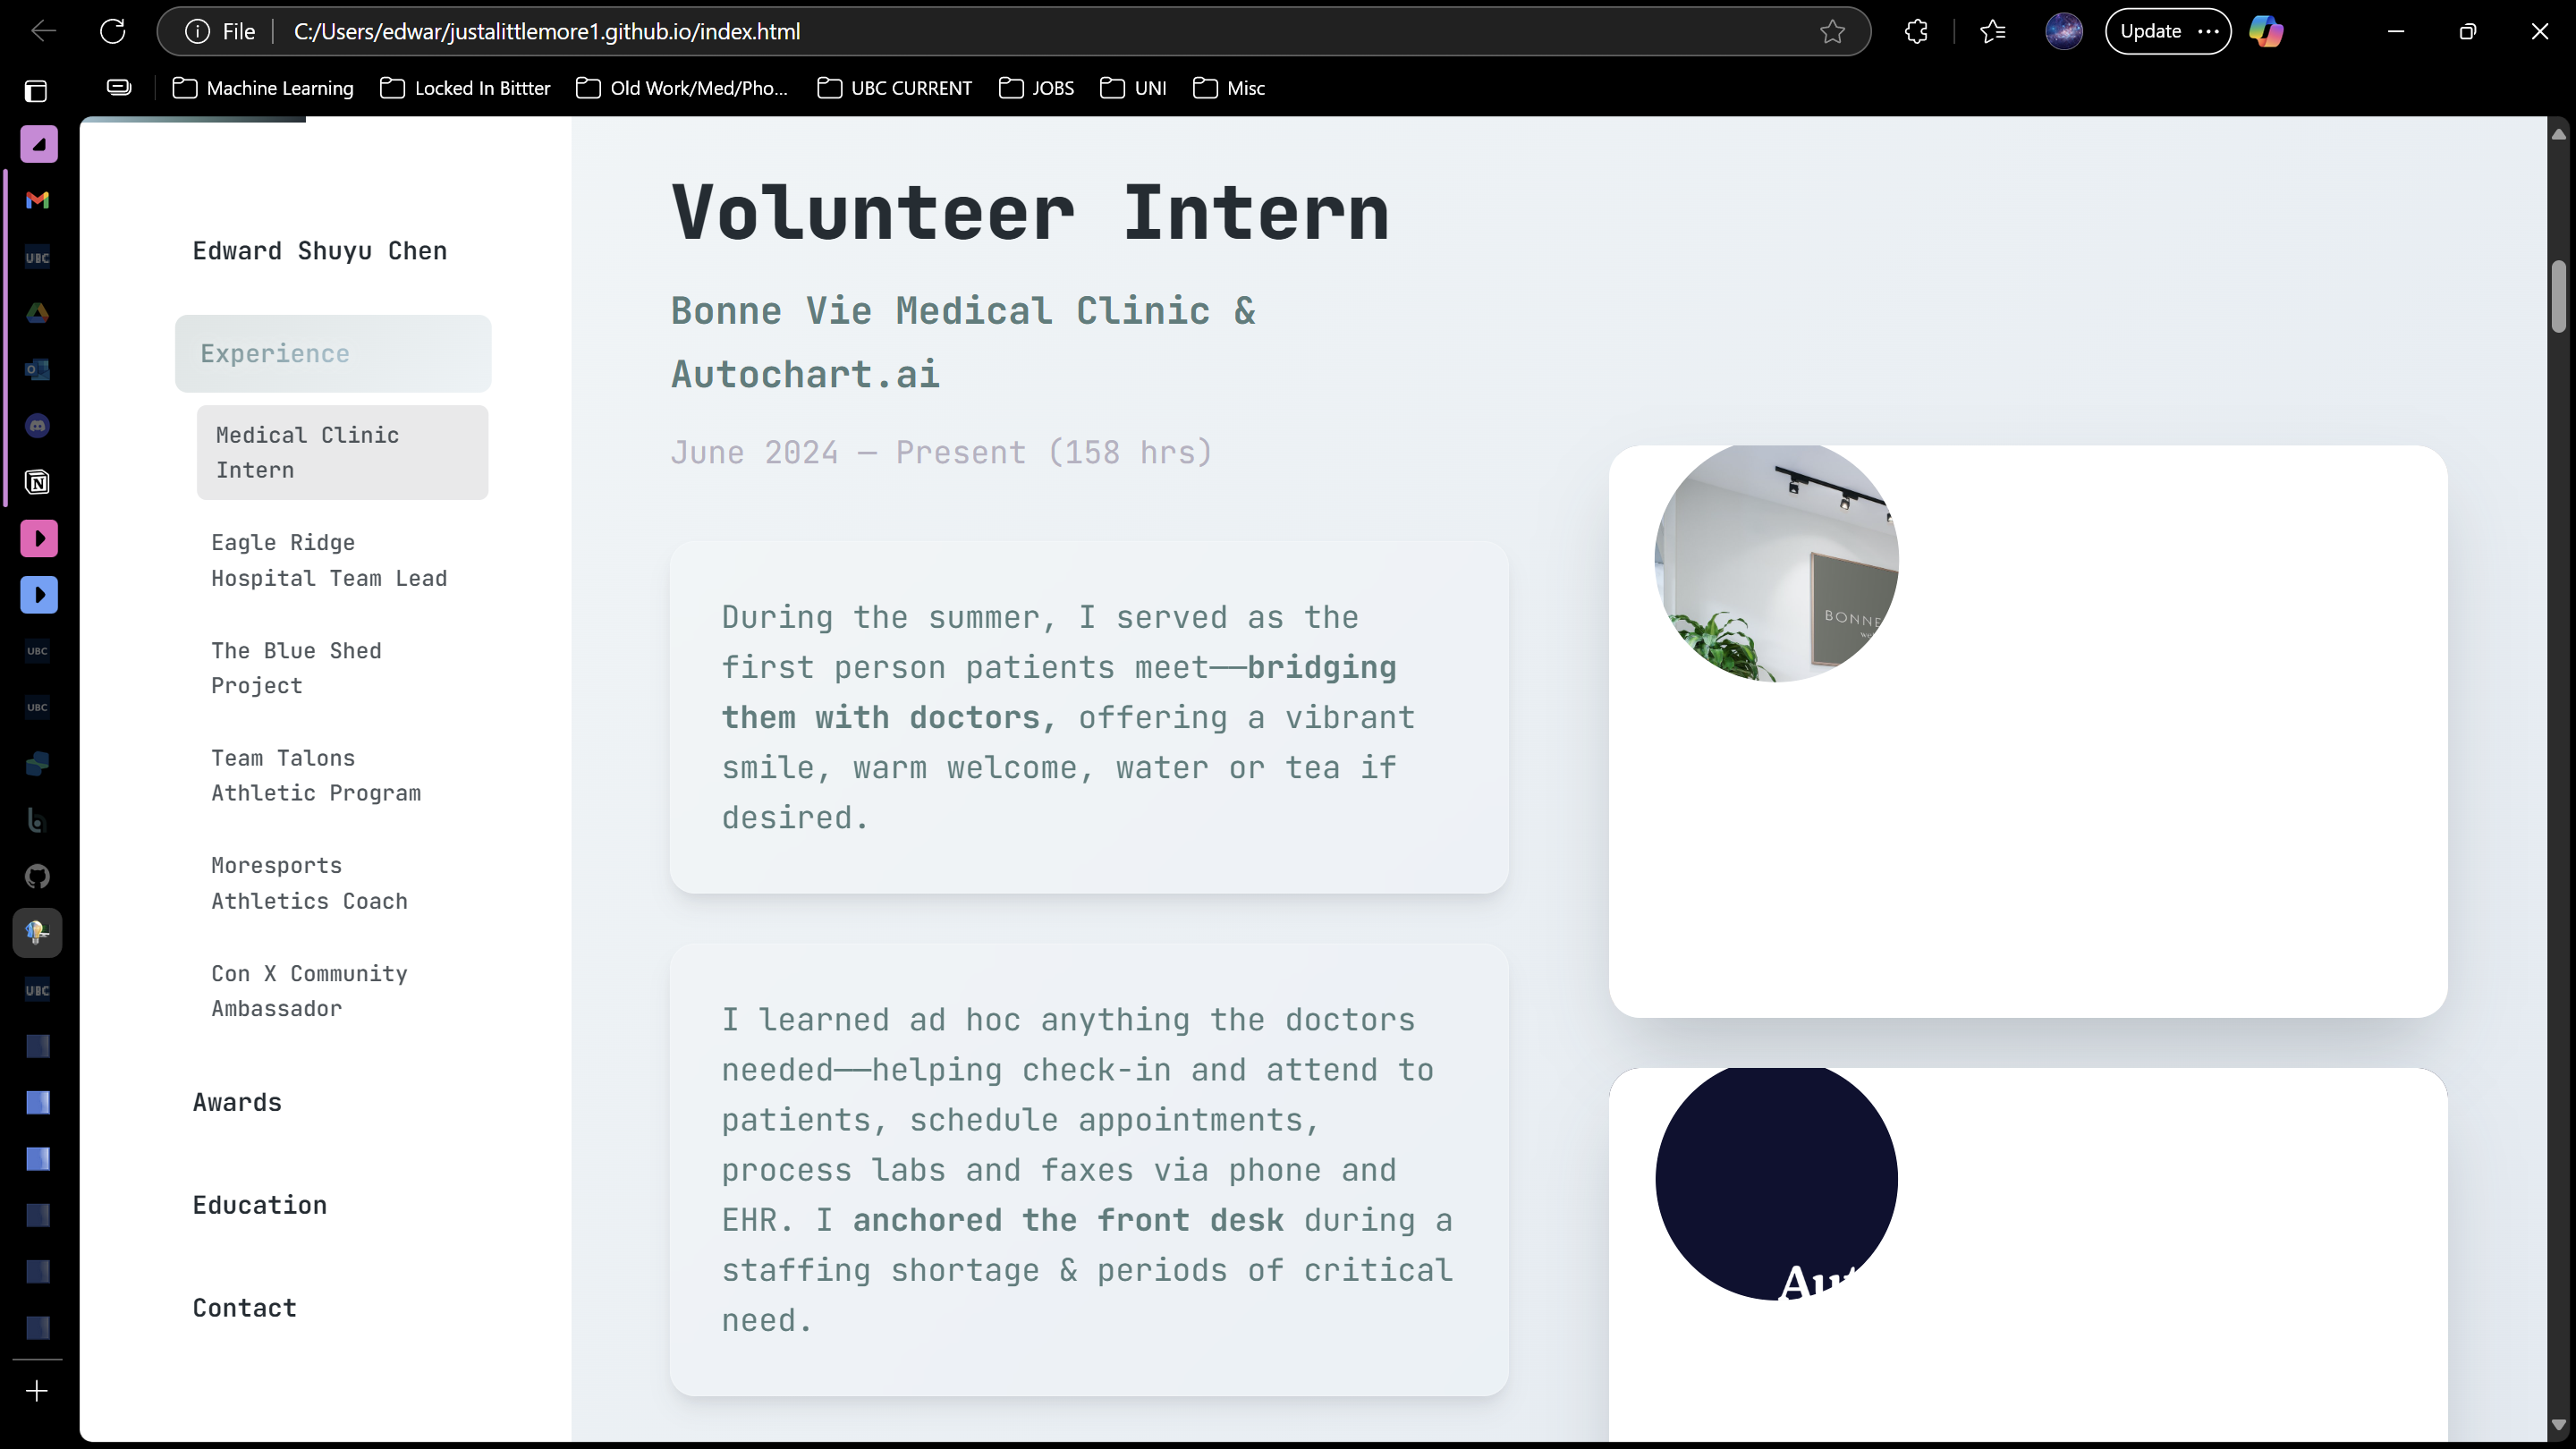 File
C:/Users/edwar/justalittlemore1.github.io/index.html
Update
Machine Learning
Locked In Bittter
Old Work/Med/Pho...
UBC CURRENT
JOBS
UNI
Misc
Edward Shuyu Chen
Experience
Medical Clinic
Intern
Eagle Ridge
Hospital Team Lead
The Blue Shed
Project
Team Talons
Athletic Program
Moresports
Athletics Coach
Con X Community
Ambassador
Awards
Education
Contact
Volunteer Intern
Bonne Vie Medical Clinic &
Autochart.ai
June 2024 — Present (158 hrs)
During the summer, I served as the
first person patients meet——bridging
them with doctors, offering a vibrant
smile, warm welcome, water or tea if
desired.
I learned ad hoc anything the doctors
needed——helping check-in and attend to
patients, schedule appointments,
process labs and faxes via phone and
EHR. I anchored the front desk during a
staffing shortage & periods of critical
need.
BONNE
Aut
UBC
UBC
UBC
UBC